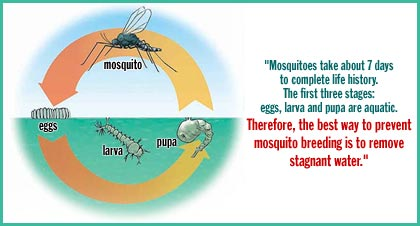 mosquito
eggs
larva
pupa
"Mosquitoes take about 7 days
to complete life history.
The first three stages:
eggs, larva and pupa are aquatic.
Therefore, the best way to prevent
mosquito breeding is to remove
stagnant water."